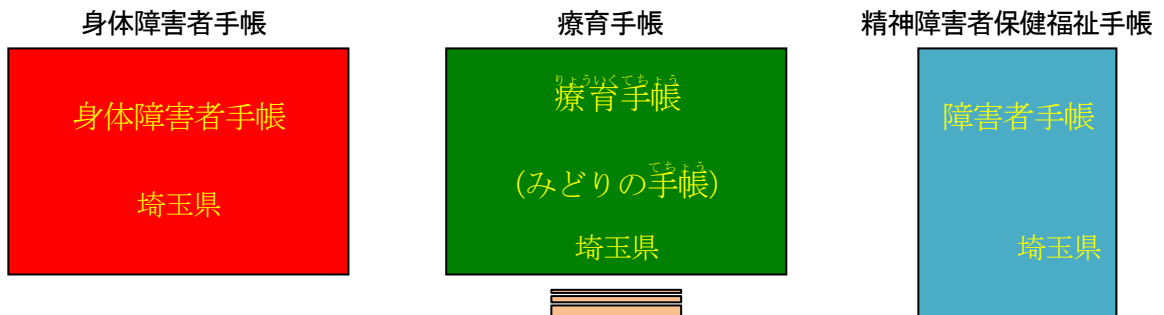 身体障害者手帳
身体障害者手帳
埼玉県
療育手帳
りょういくてちょう
療育手帳
てちょう
(みどりの手帳)
埼玉県
精神障害者保健福祉手帳
障害者手帳
埼玉県